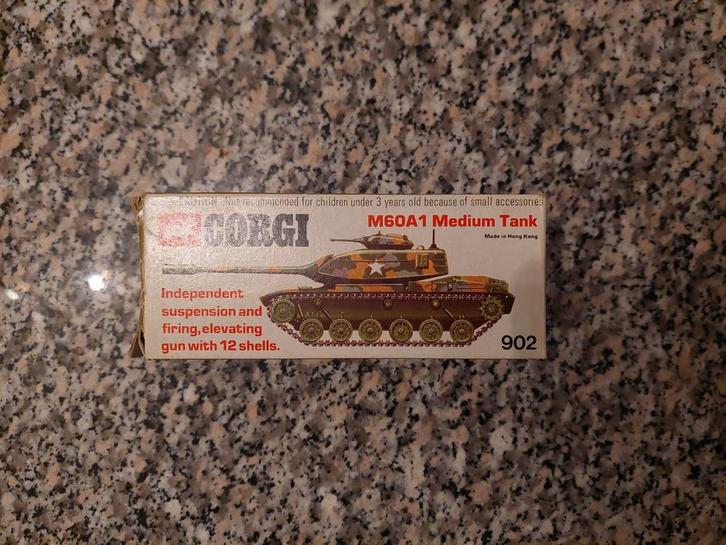 CAUTION Not recommended for children under 3 years old because of small accessories
CORGI
M60A1 Medium Tank
Made in Hong Kong
Independent
suspension and
firing, elevating
gun with 12 shells.
902